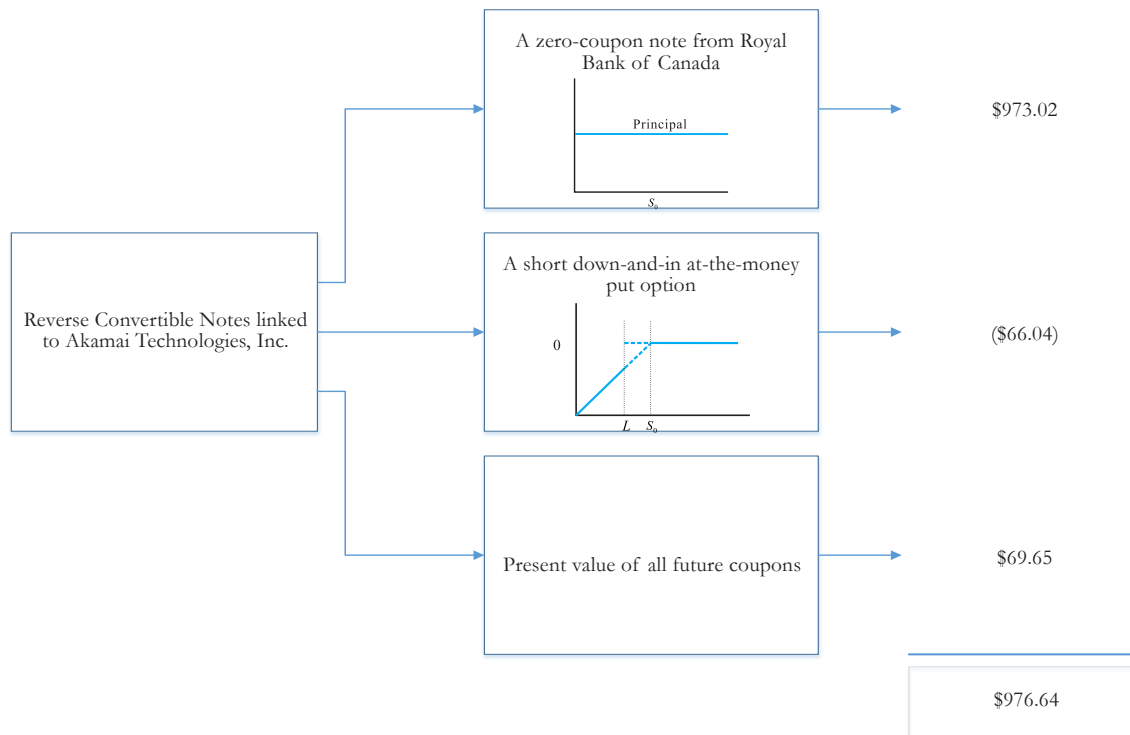 A zero-coupon note from Royal
Bank of Canada
Principal
S₀
$973.02
Reverse Convertible Notes linked
to Akamai Technologies, Inc.
A short down-and-in at-the-money
put option
0
L S₀
($66.04)
Present value of all future coupons
$69.65
$976.64